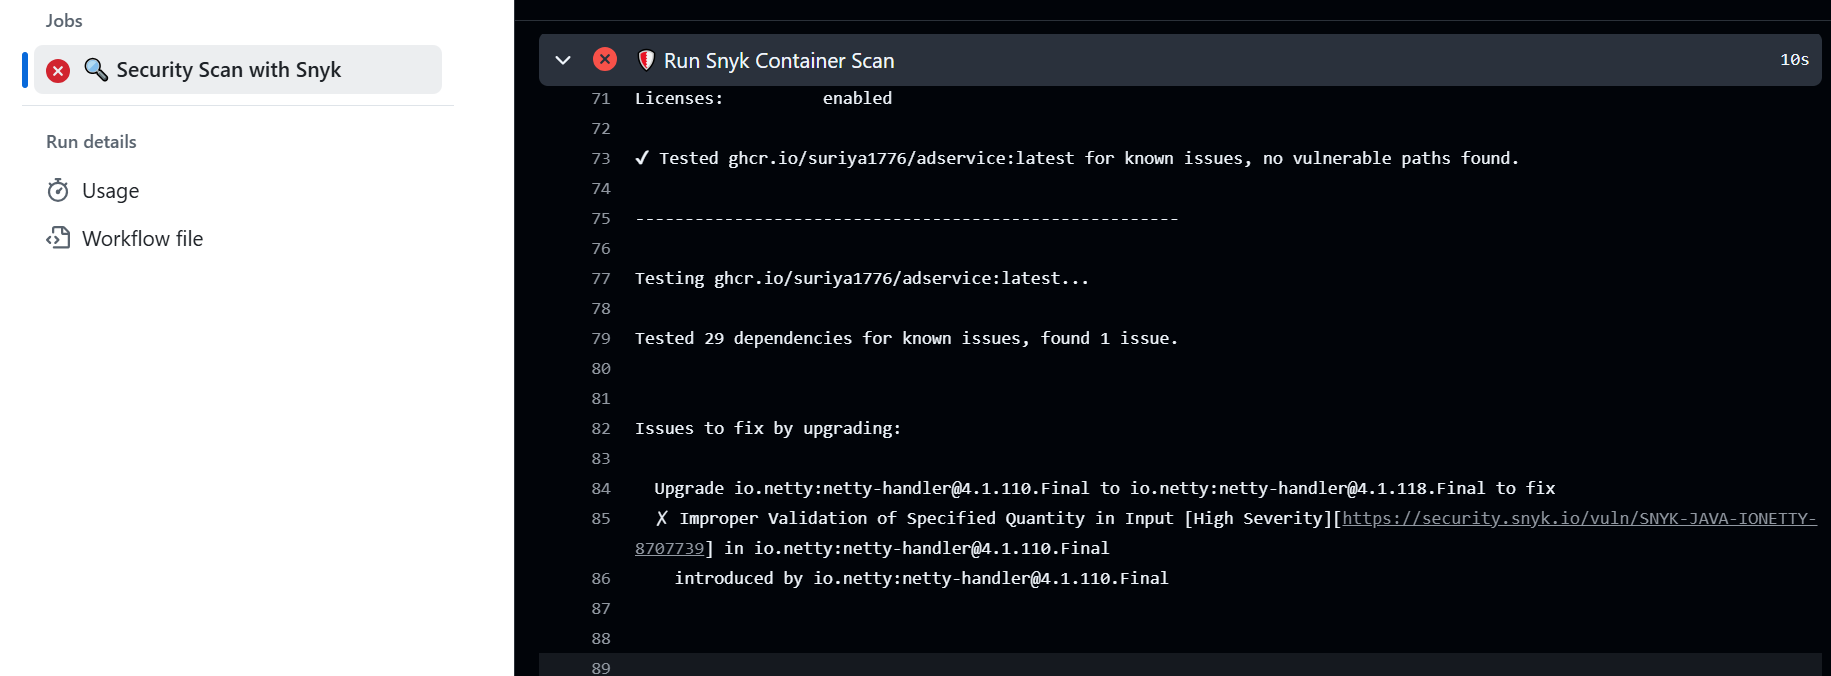 Jobs
Security Scan with Snyk
Run details
Usage
Workflow file
Run Snyk Container Scan 10s
71 Licenses: enabled
72
73 ✓ Tested ghcr.io/suriya1776/adservice:latest for known issues, no vulnerable paths found.
74
75 -------------------------------------------------------
76
77 Testing ghcr.io/suriya1776/adservice:latest...
78
79 Tested 29 dependencies for known issues, found 1 issue.
80
81
82 Issues to fix by upgrading:
83
84 Upgrade io.netty:netty-handler@4.1.110.Final to io.netty:netty-handler@4.1.118.Final to fix
85 ✗ Improper Validation of Specified Quantity in Input [High Severity][https://security.snyk.io/vuln/SNYK-JAVA-IONETTY-
8707739] in io.netty:netty-handler@4.1.110.Final
86 introduced by io.netty:netty-handler@4.1.110.Final
87
88
89